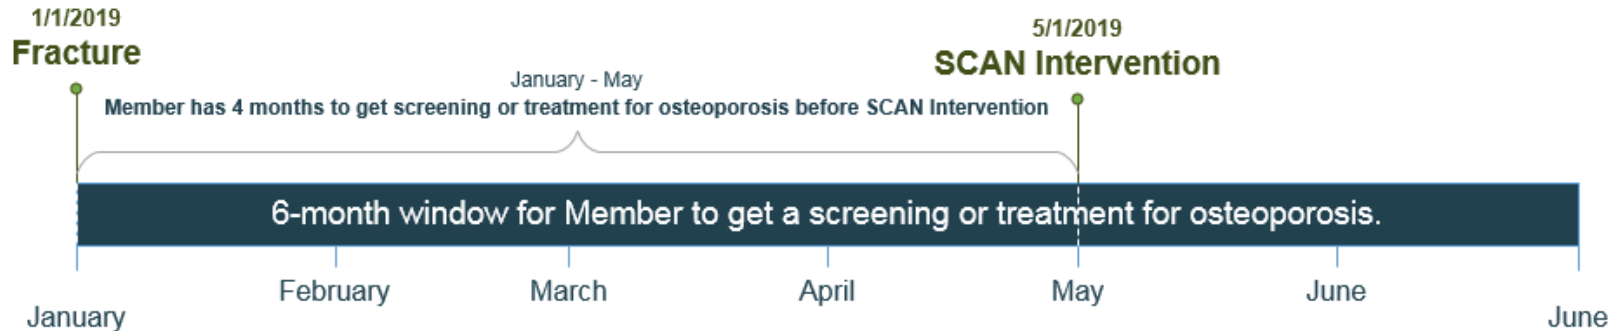 1/1/2019
Fracture
5/1/2019
SCAN Intervention
January - May
Member has 4 months to get screening or treatment for osteoporosis before SCAN Intervention
6-month window for Member to get a screening or treatment for osteoporosis.
January
February
March
April
May
June
June